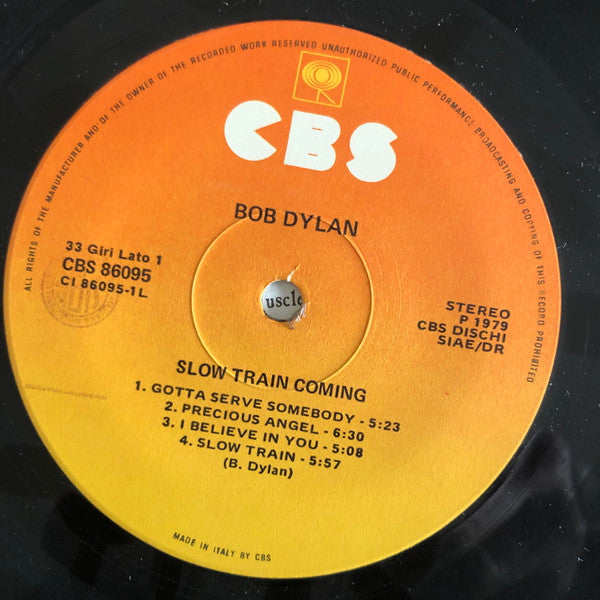 ALL RIGHTS OF THE MANUFACTURER AND OF THE OWNER OF THE RECORDED WORK RESERVED UNAUTHORIZED PUBLIC PERFORMANCE BROADCASTING AND COPYING OF THIS RECORD PROHIBITED
CBS
BOB DYLAN
33 Giri Lato 1
CBS 86095
CI 86095-1L
STEREO
P 1979
CBS DISCHI
SIAE/DR
uscle
SLOW TRAIN COMING
1. GOTTA SERVE SOMEBODY - 5:23
2. PRECIOUS ANGEL - 6:30
3. I BELIEVE IN YOU - 5:08
4. SLOW TRAIN - 5:57
(B. Dylan)
MADE IN ITALY BY CBS